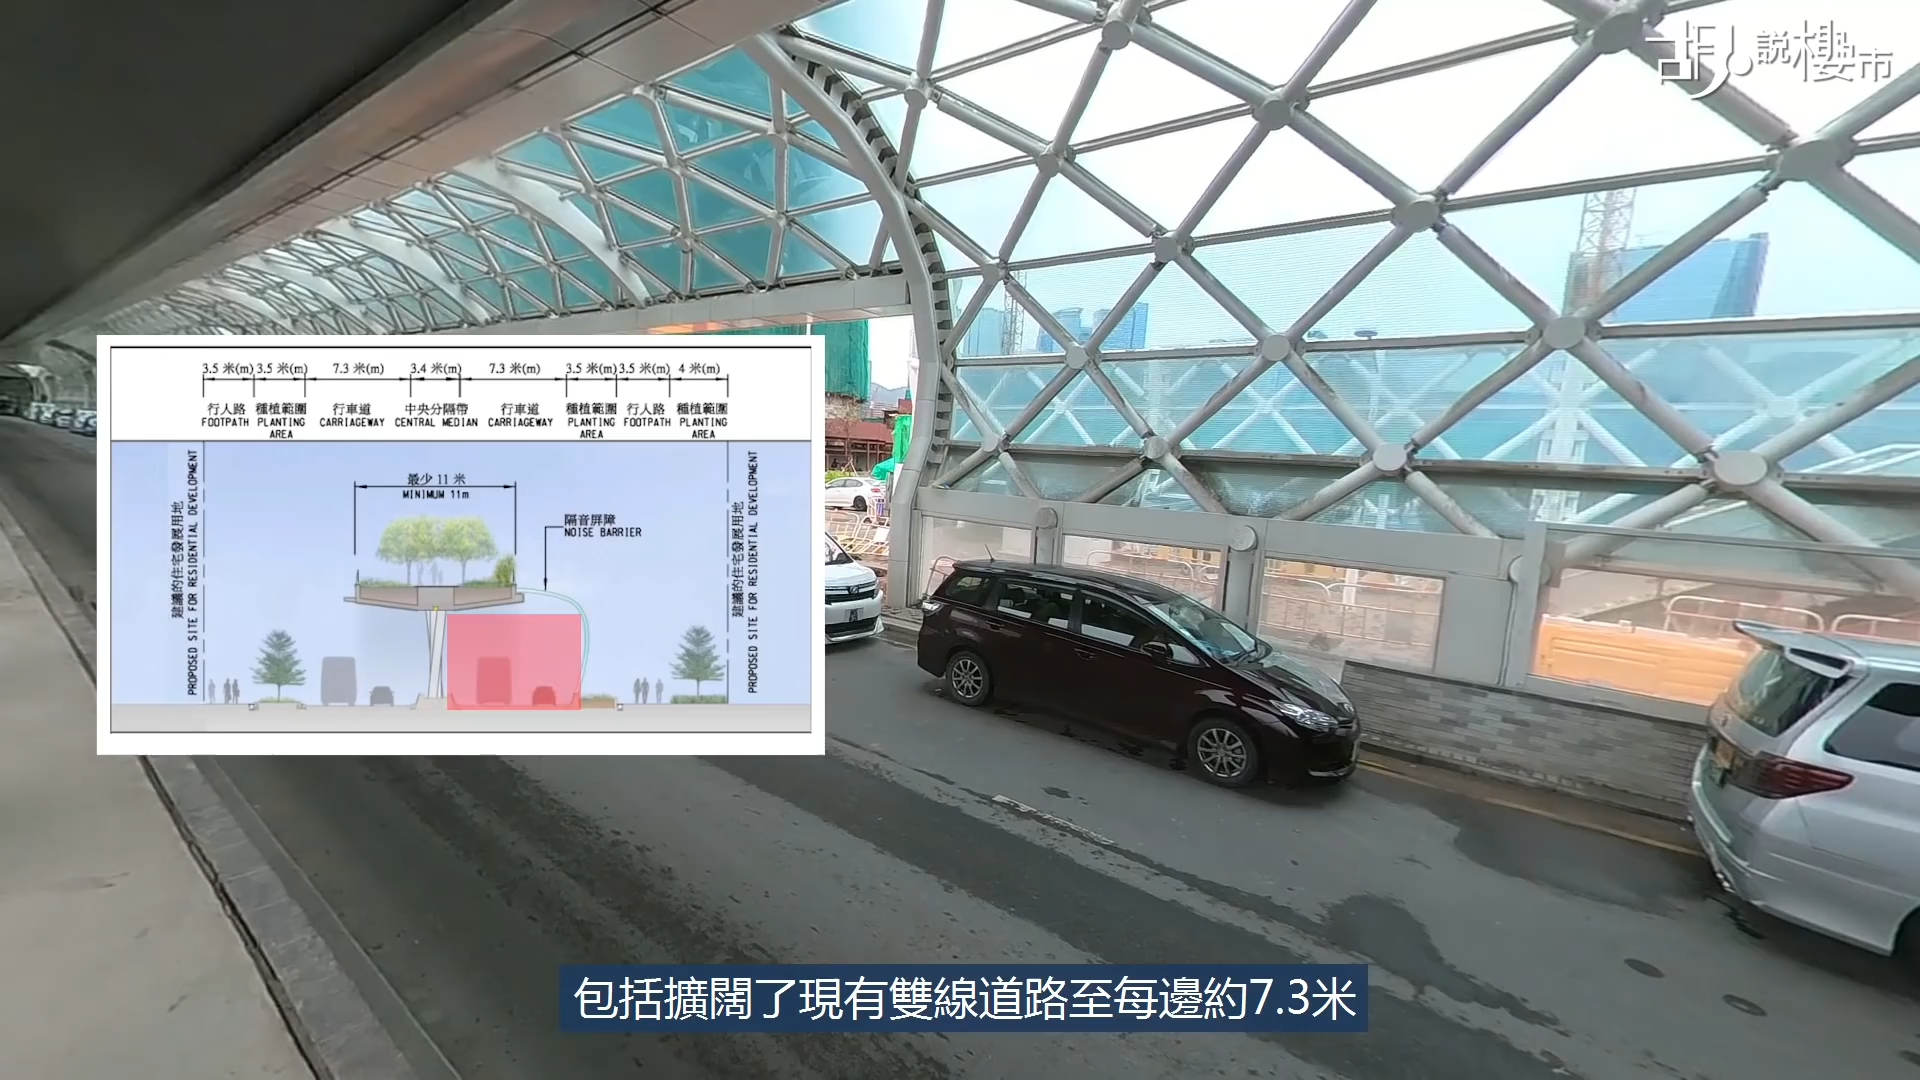 胡.説樓市
3.5 米(m) 3.5 米(m) 7.3 米(m) 3.4 米(m) 7.3 米(m) 3.5 米(m) 3.5 米(m) 4 米(m)
行人路 種植範圍 行車道 中央分隔帶 行車道 種植範圍 行人路 種植範圍
FOOTPATH PLANTING CARRIAGEWAY CENTRAL MEDIAN CARRIAGEWAY PLANTING FOOTPATH PLANTING
AREA AREA AREA
建議的住宅發展用地
PROPOSED SITE FOR RESIDENTIAL DEVELOPMENT
最少 11 米
MINIMUM 11m
隔音屏障
NOISE BARRIER
建議的住宅發展用地
PROPOSED SITE FOR RESIDENTIAL DEVELOPMENT
包括擴闊了現有雙線道路至每邊約7.3米